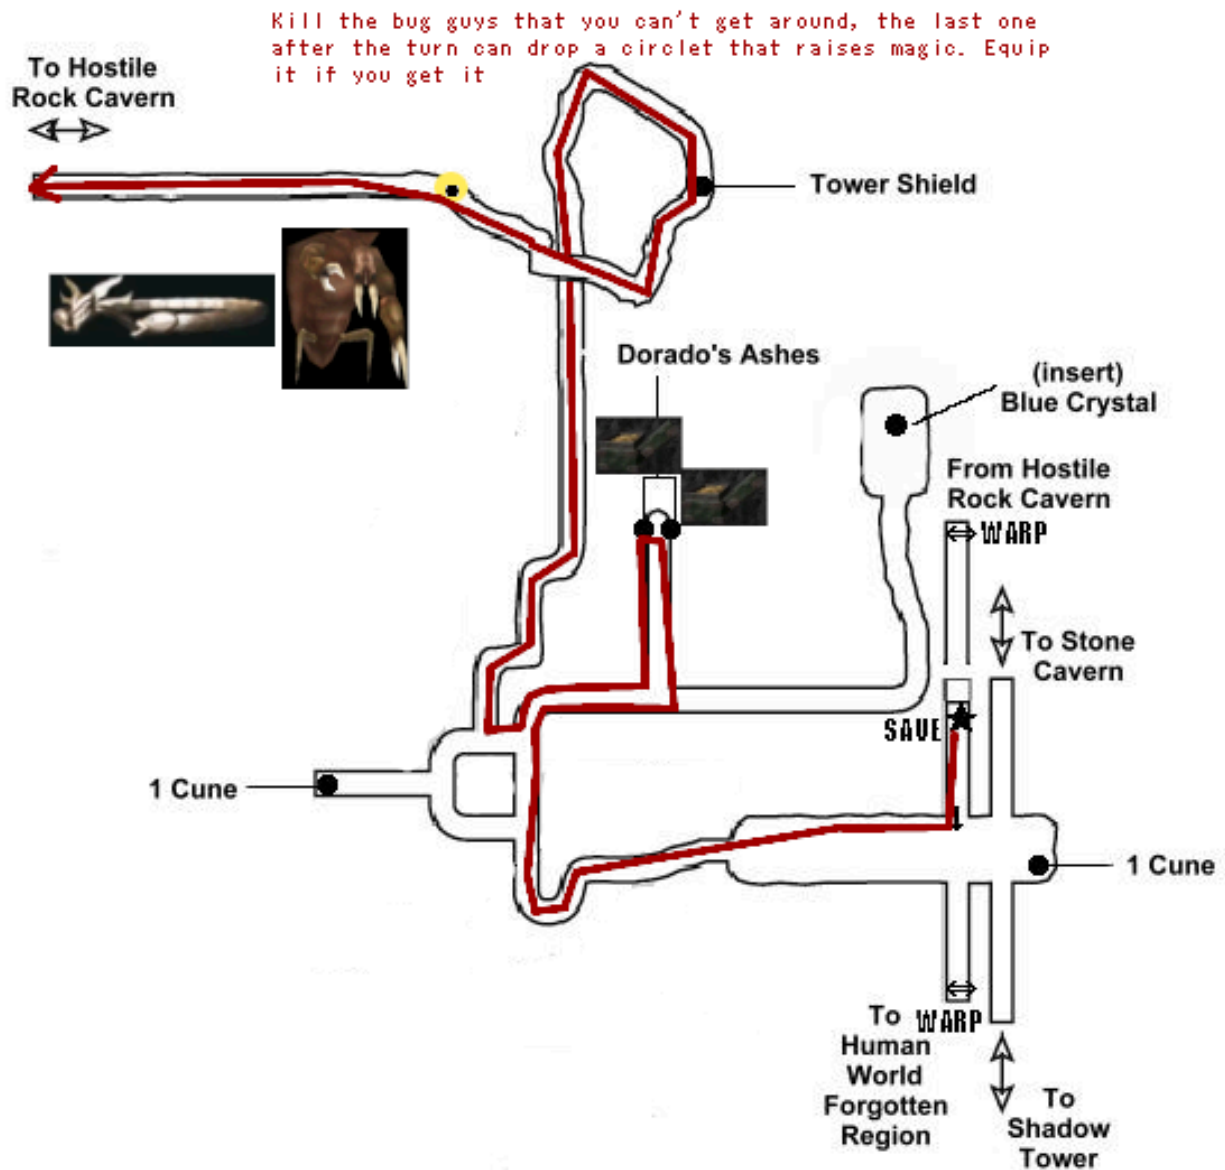 Kill the bug guys that you can't get around, the last one
after the turn can drop a circlet that raises magic. Equip
it if you get it
To Hostile
Rock Cavern
Tower Shield
Dorado's Ashes
(insert)
Blue Crystal
From Hostile
Rock Cavern
WARP
To Stone
Cavern
SAVE
1 Cune
1 Cune
WARP
To
Human
World
Forgotten
Region
To
Shadow
Tower